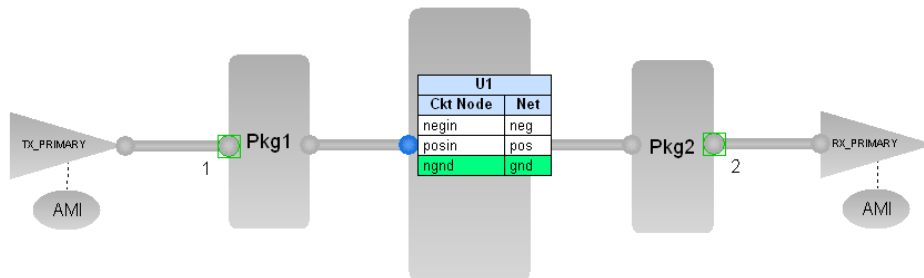 U1
Ckt Node Net
negin neg
posin pos
ngnd gnd
TX_PRIMARY
Pkg1
Pkg2
RX_PRIMARY
1
2
AMI
AMI